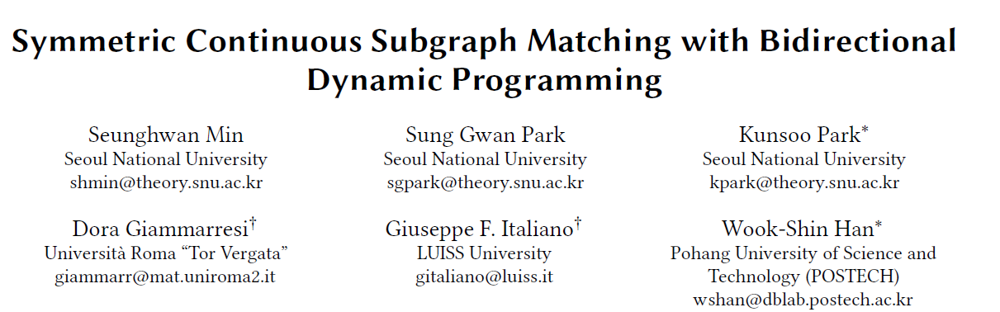 Symmetric Continuous Subgraph Matching with Bidirectional
Dynamic Programming
Seunghwan Min
Seoul National University
shmin@theory.snu.ac.kr
Sung Gwan Park
Seoul National University
sgpark@theory.snu.ac.kr
Kunsoo Park*
Seoul National University
kpark@theory.snu.ac.kr
Dora Giammarresi†
Università Roma “Tor Vergata”
giammarr@mat.uniroma2.it
Giuseppe F. Italiano†
LUISS University
gitaliano@luiss.it
Wook-Shin Han*
Pohang University of Science and
Technology (POSTECH)
wshan@dblab.postech.ac.kr